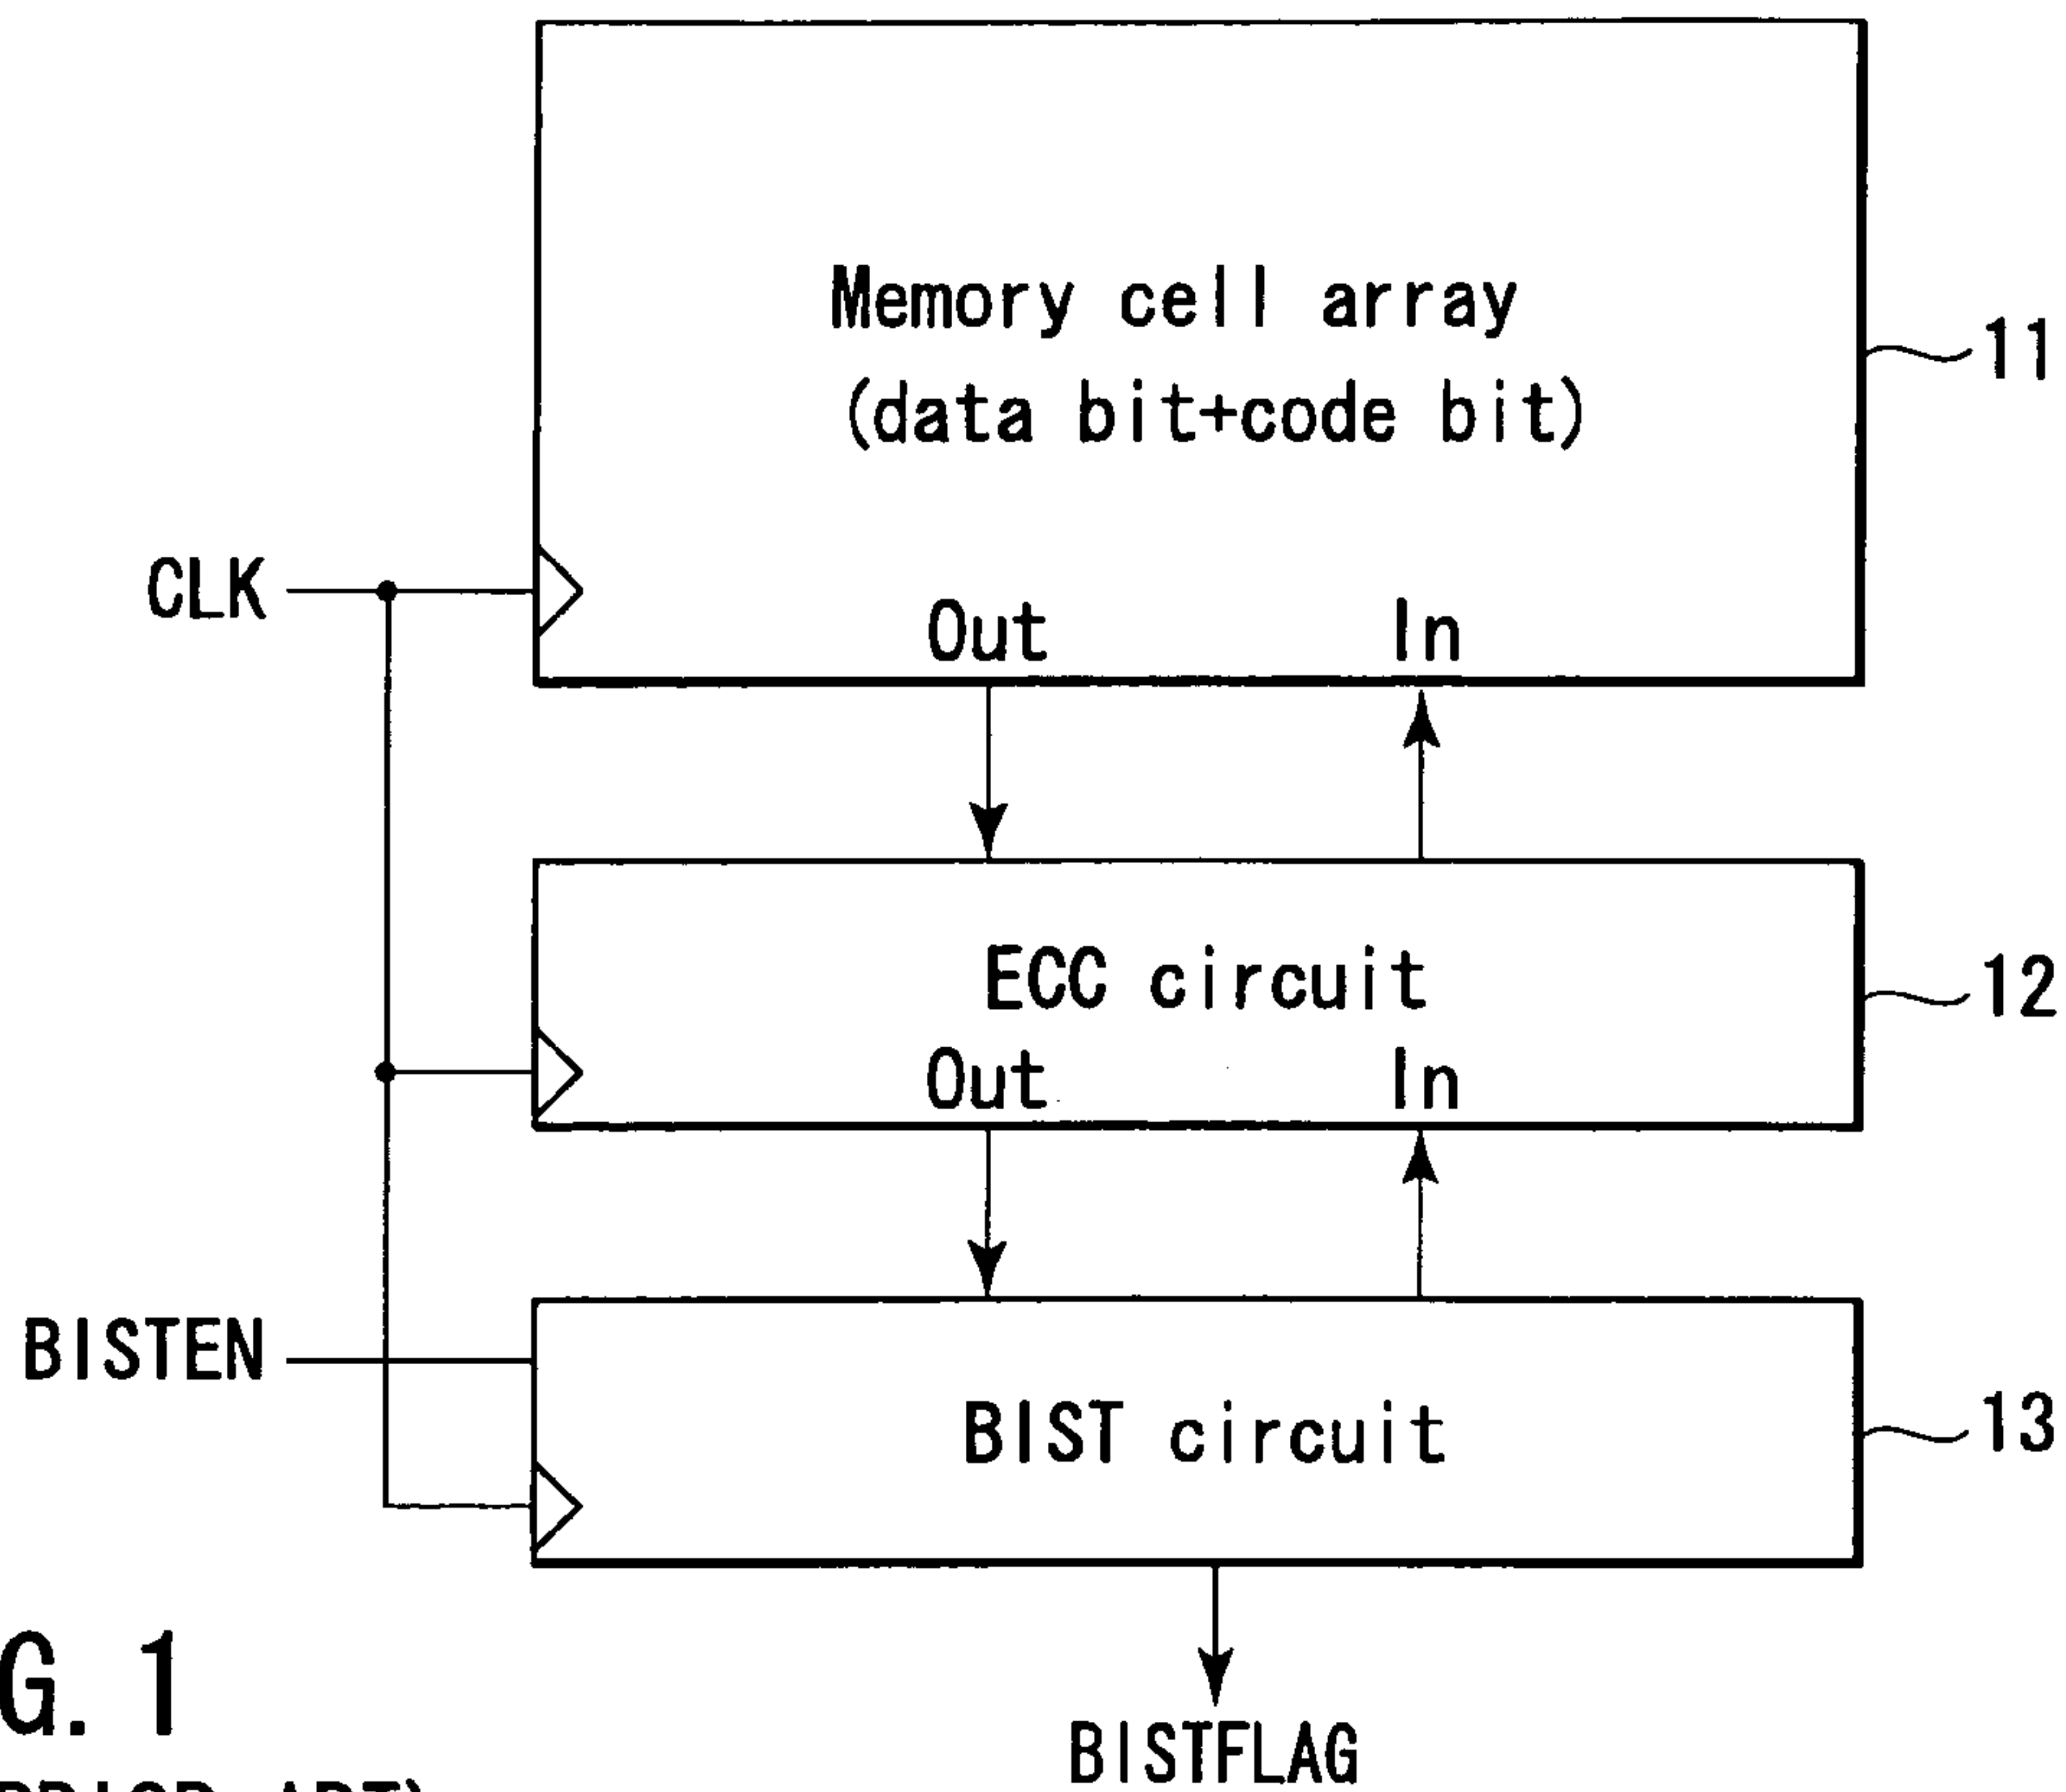 Memory cell array
(data bit+code bit)
11
CLK
Out In
ECC circuit
12
Out In
BISTEN
BIST circuit
13
G. 1
BISTFLAG